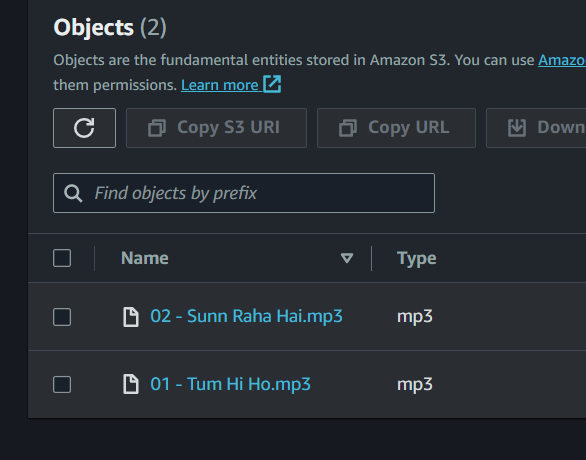 Objects (2)
Objects are the fundamental entities stored in Amazon S3. You can use Amazo
them permissions. Learn more
Copy S3 URI
Copy URL
Down
Find objects by prefix
Name
Type
02 - Sunn Raha Hai.mp3
mp3
01 - Tum Hi Ho.mp3
mp3